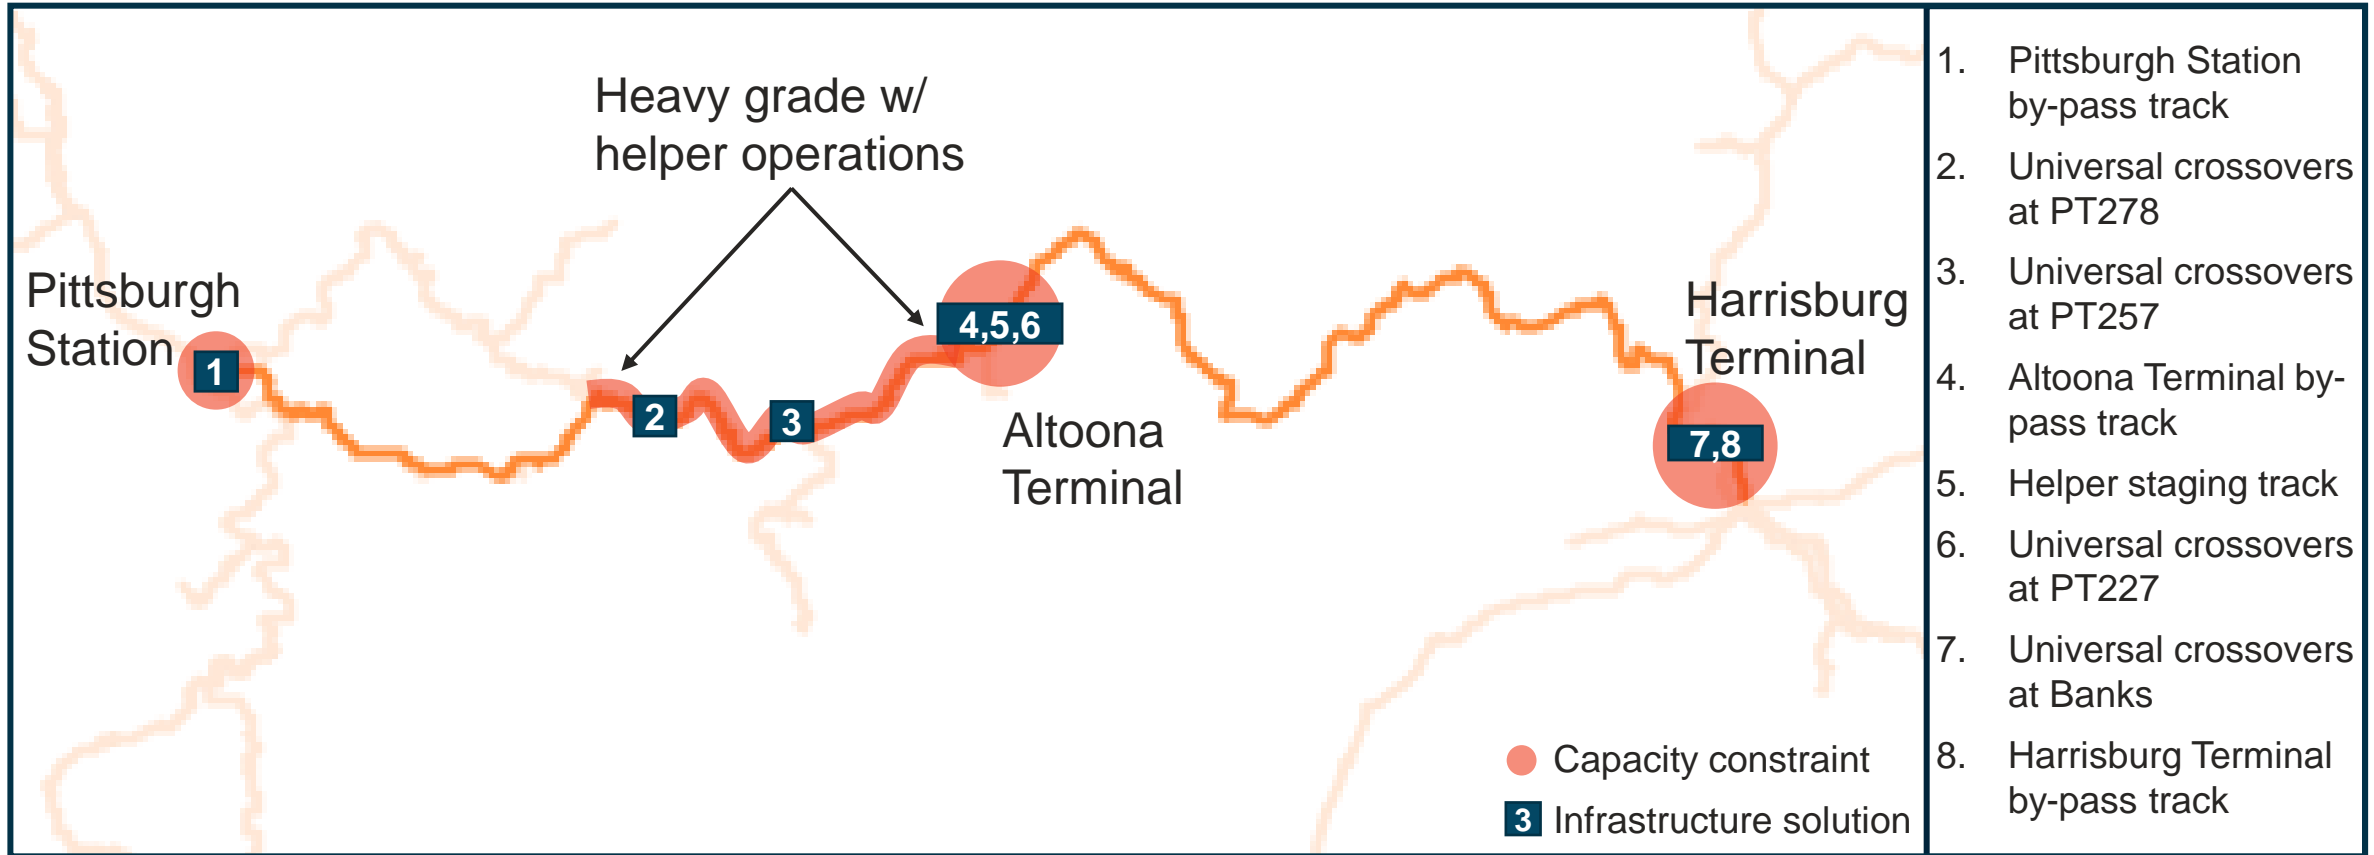 Heavy grade w/
helper operations
Pittsburgh
Station
1
2
3
4,5,6
Altoona
Terminal
Harrisburg
Terminal
7,8
Capacity constraint
3 Infrastructure solution
1. Pittsburgh Station
by-pass track
2. Universal crossovers
at PT278
3. Universal crossovers
at PT257
4. Altoona Terminal by-
pass track
5. Helper staging track
6. Universal crossovers
at PT227
7. Universal crossovers
at Banks
8. Harrisburg Terminal
by-pass track